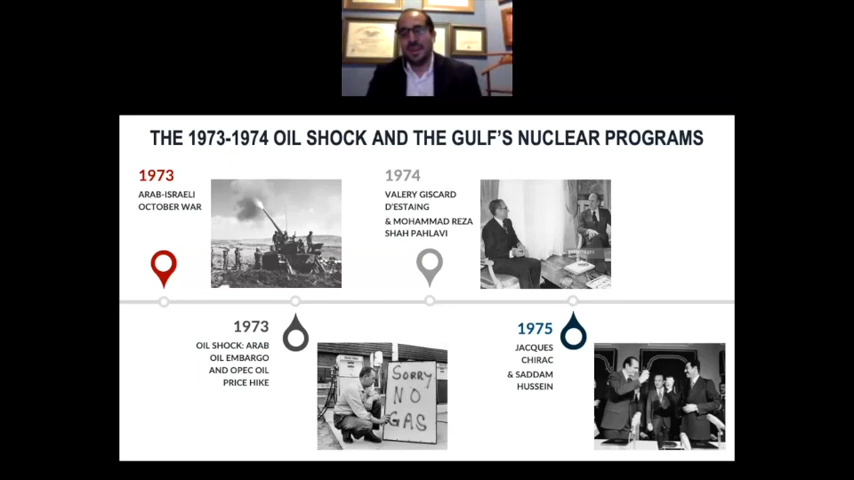 THE 1973-1974 OIL SHOCK AND THE GULF'S NUCLEAR PROGRAMS
1973
ARAB-ISRAELI
OCTOBER WAR
1974
VALERY GISCARD
D'ESTAING
& MOHAMMAD REZA
SHAH PAHLAVI
1973
OIL SHOCK: ARAB
OIL EMBARGO
AND OPEC OIL
PRICE HIKE
SORRY
NO
GAS
1975
JACQUES
CHIRAC
& SADDAM
HUSSEIN